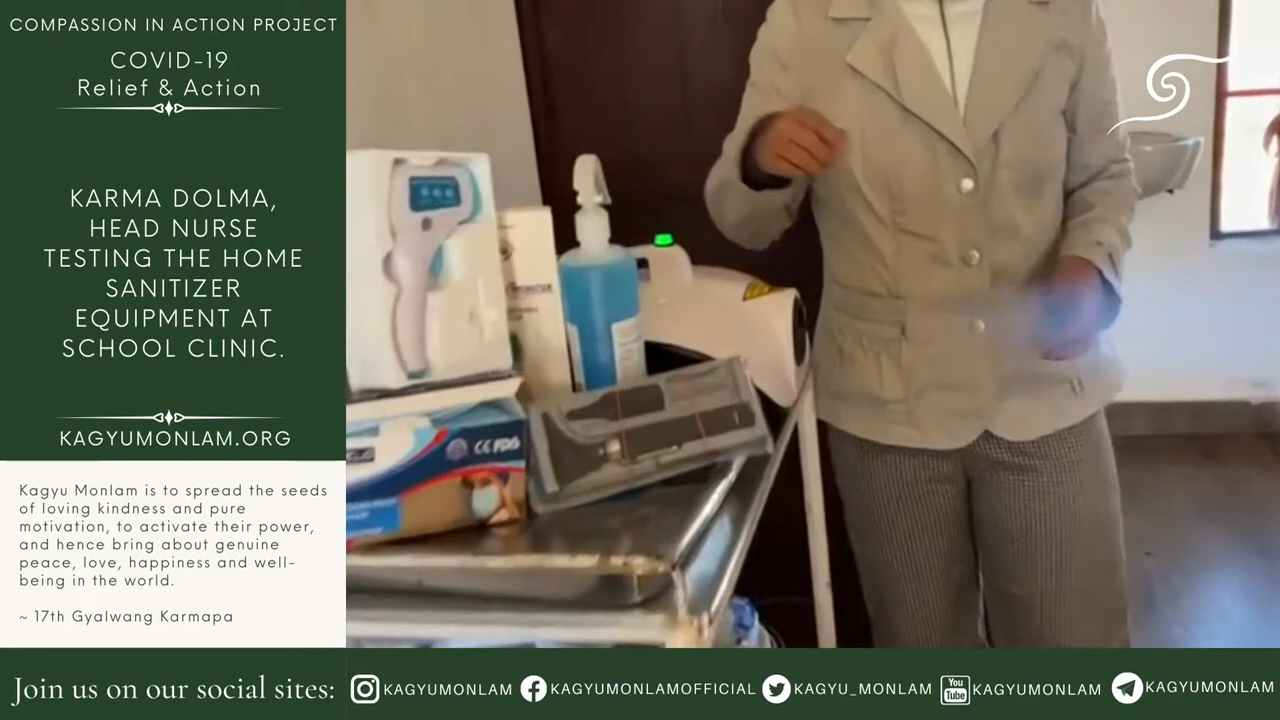 COMPASSION IN ACTION PROJECT
COVID-19
Relief & Action
KARMA DOLMA,
HEAD NURSE
TESTING THE HOME
SANITIZER
EQUIPMENT AT
SCHOOL CLINIC.
KAGYUMONLAM.ORG
Kagyu Monlam is to spread the seeds
of loving kindness and pure
motivation, to activate their power,
and hence bring about genuine
peace, love, happiness and well-
being in the world.
~ 17th Gyalwang Karmapa
CE FDA
Join us on our social sites:
KAGYUMONLAM
KAGYUMONLAMOFFICIAL
KAGYU_MONLAM
You
Tube
KAGYUMONLAM
KAGYUMONLAM